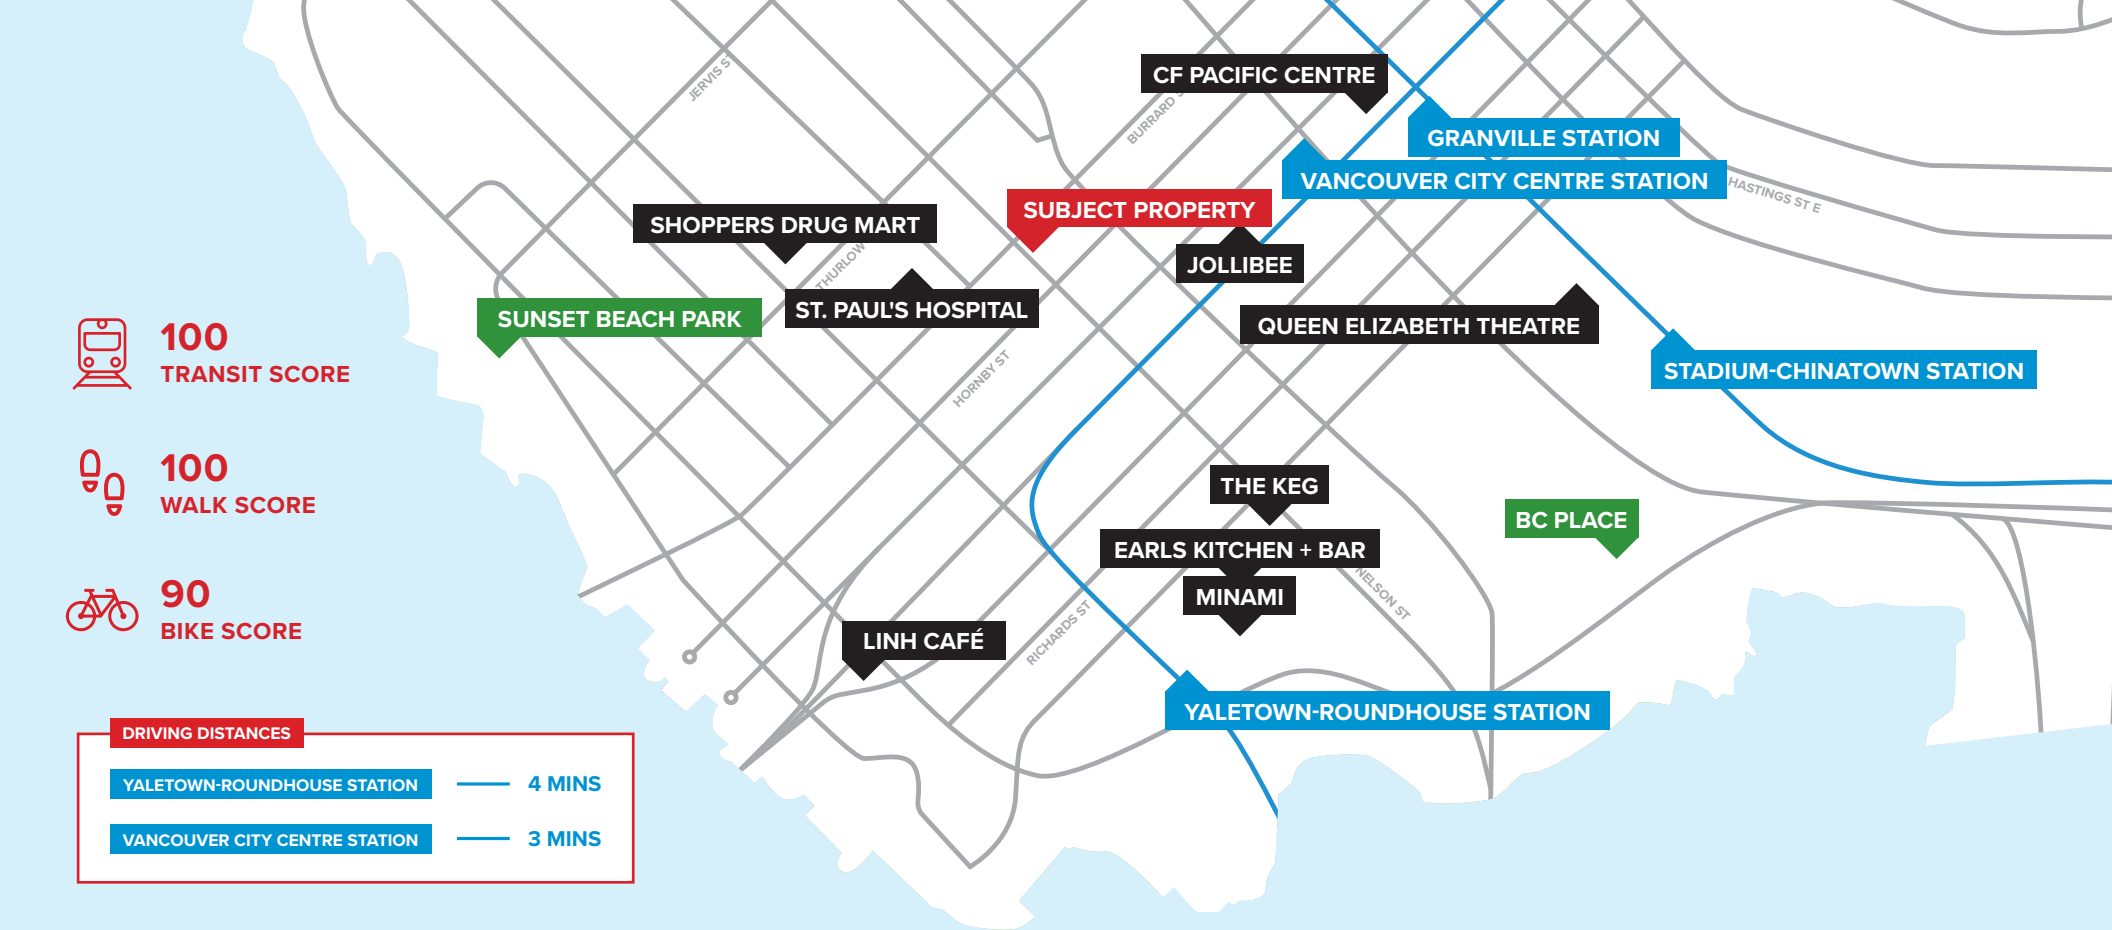 JERVIS ST
CF PACIFIC CENTRE
BURRARD S
GRANVILLE STATION
VANCOUVER CITY CENTRE STATION
HASTINGS ST E
SUBJECT PROPERTY
SHOPPERS DRUG MART
THURLOW
JOLLIBEE
ST. PAUL'S HOSPITAL
SUNSET BEACH PARK
QUEEN ELIZABETH THEATRE
100
TRANSIT SCORE
STADIUM-CHINATOWN STATION
HORNBY ST
100
WALK SCORE
THE KEG
BC PLACE
EARLS KITCHEN + BAR
NELSON ST
MINAMI
90
BIKE SCORE
LINH CAFÉ
RICHARDS ST
YALETOWN-ROUNDHOUSE STATION
DRIVING DISTANCES
YALETOWN-ROUNDHOUSE STATION 4 MINS
VANCOUVER CITY CENTRE STATION 3 MINS